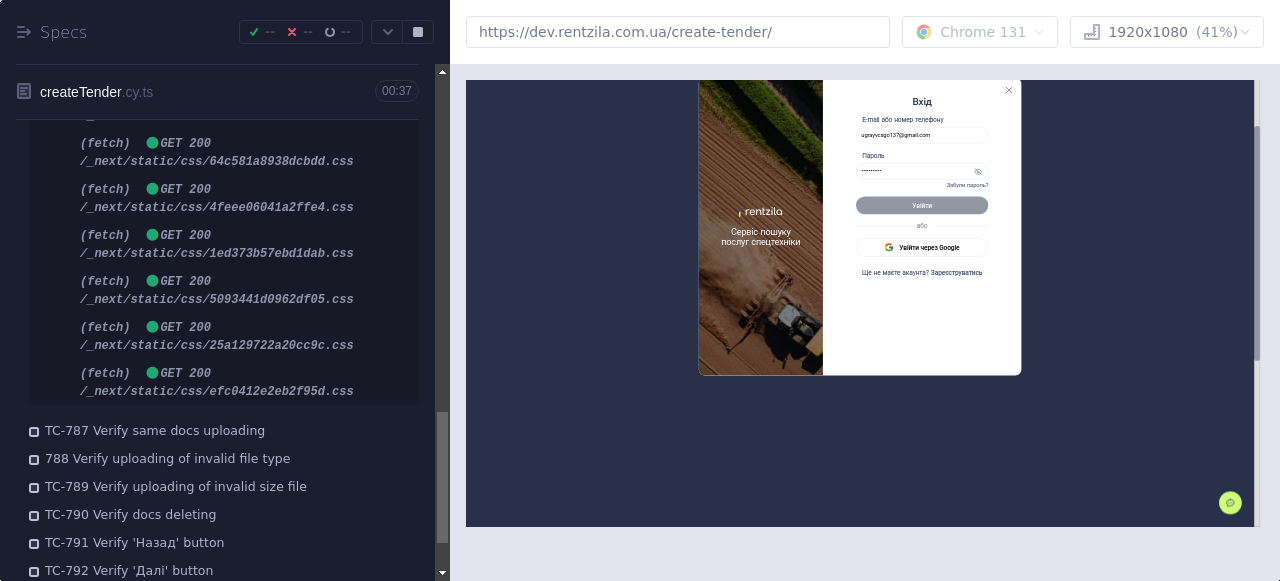 Specs
-- -- --
createTender.cy.ts
00:37
(fetch) GET 200
/_next/static/css/64c581a8938dcbdd.css
(fetch) GET 200
/_next/static/css/4feee06041a2ffe4.css
(fetch) GET 200
/_next/static/css/1ed373b57ebd1dab.css
(fetch) GET 200
/_next/static/css/5093441d0962df05.css
(fetch) GET 200
/_next/static/css/25a129722a20cc9c.css
(fetch) GET 200
/_next/static/css/efc0412e2eb2f95d.css
TC-787 Verify same docs uploading
788 Verify uploading of invalid file type
TC-789 Verify uploading of invalid size file
TC-790 Verify docs deleting
TC-791 Verify 'Назад' button
TC-792 Verify 'Далі' button
https://dev.rentzila.com.ua/create-tender/
Chrome 131
1920x1080 (41%)
rentzila
Сервіс пошуку
послуг спецтехніки
Вхід
E-mail або номер телефону
ugrayvcsgo137@gmail.com
Пароль
Забули пароль?
Увійти
або
Увійти через Google
Ще не маєте акаунта? Зареєструватись